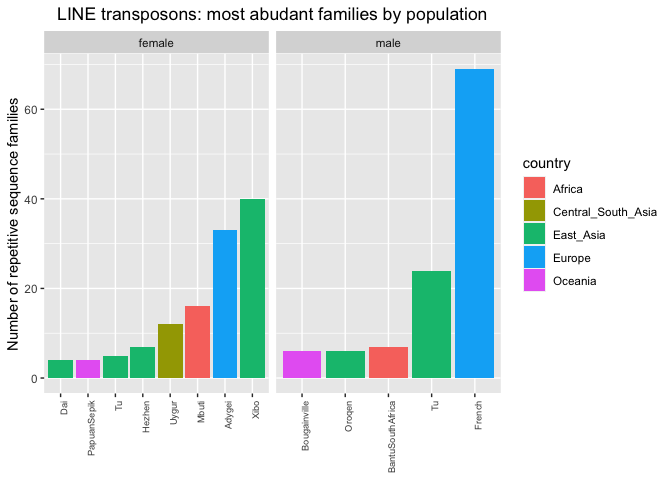 LINE transposons: most abudant families by population
female
male
Number of repetitive sequence families
60
40
20
0
Dai
PapuanSepik
Tu
Hezhen
Uygur
Mbuti
Adygei
Xibo
Bougainville
Oroqen
BantuSouthAfrica
Tu
French
country
Africa
Central_South_Asia
East_Asia
Europe
Oceania